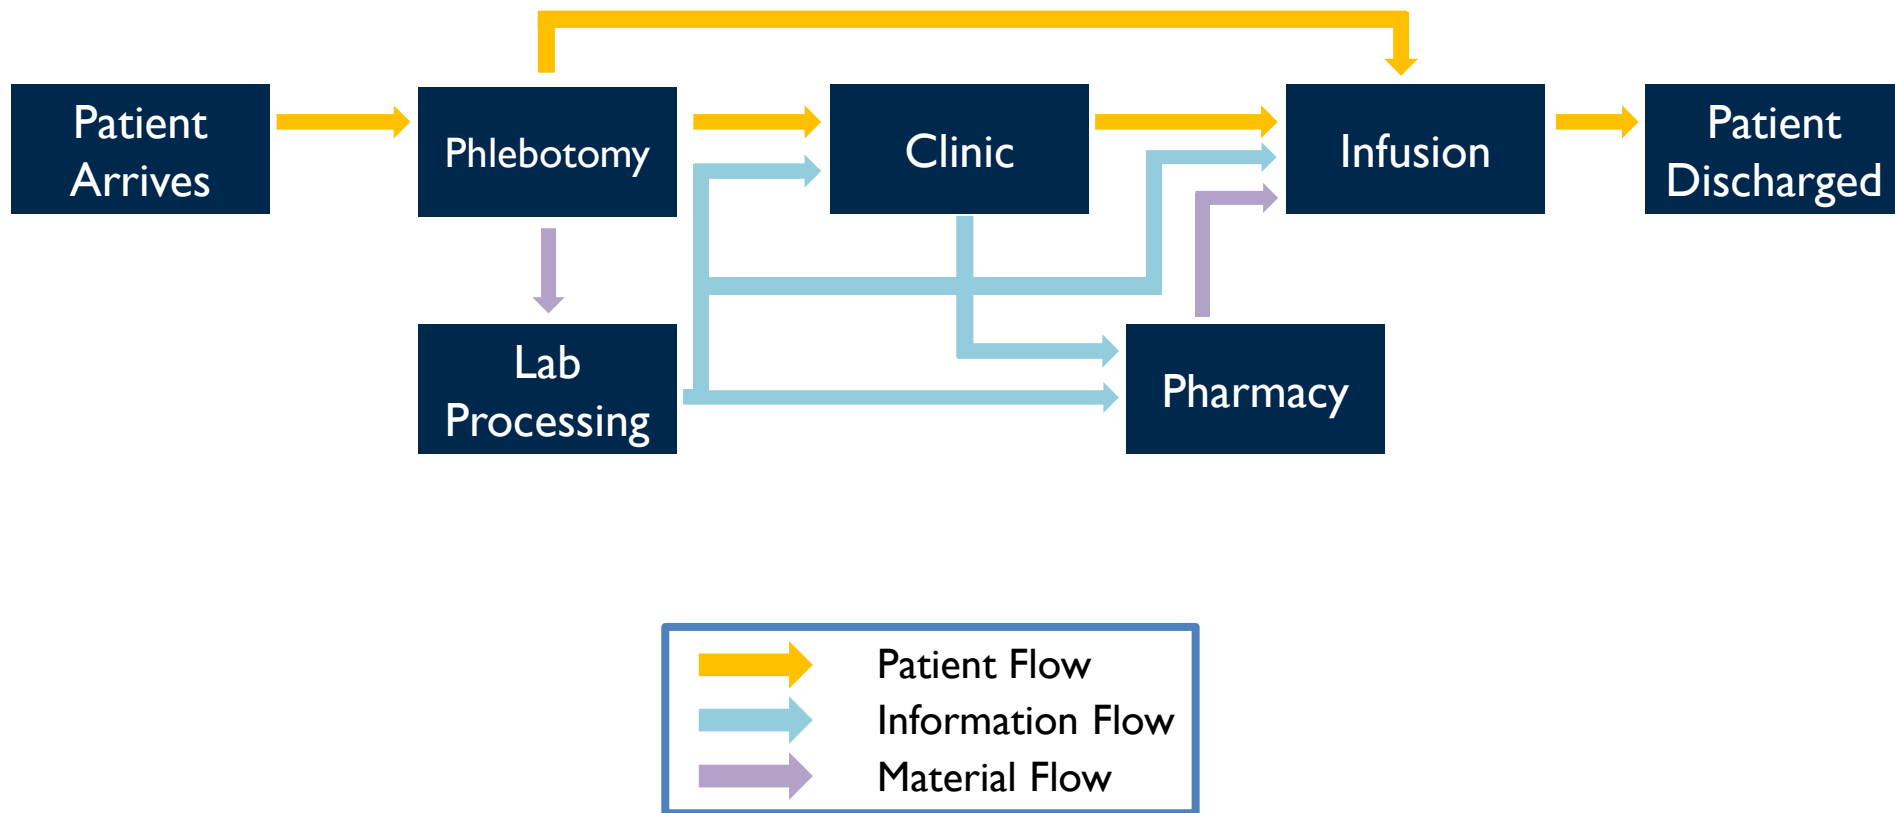 Patient
Arrives
Phlebotomy
Clinic
Infusion
Patient
Discharged
Lab
Processing
Pharmacy
Patient Flow
Information Flow
Material Flow